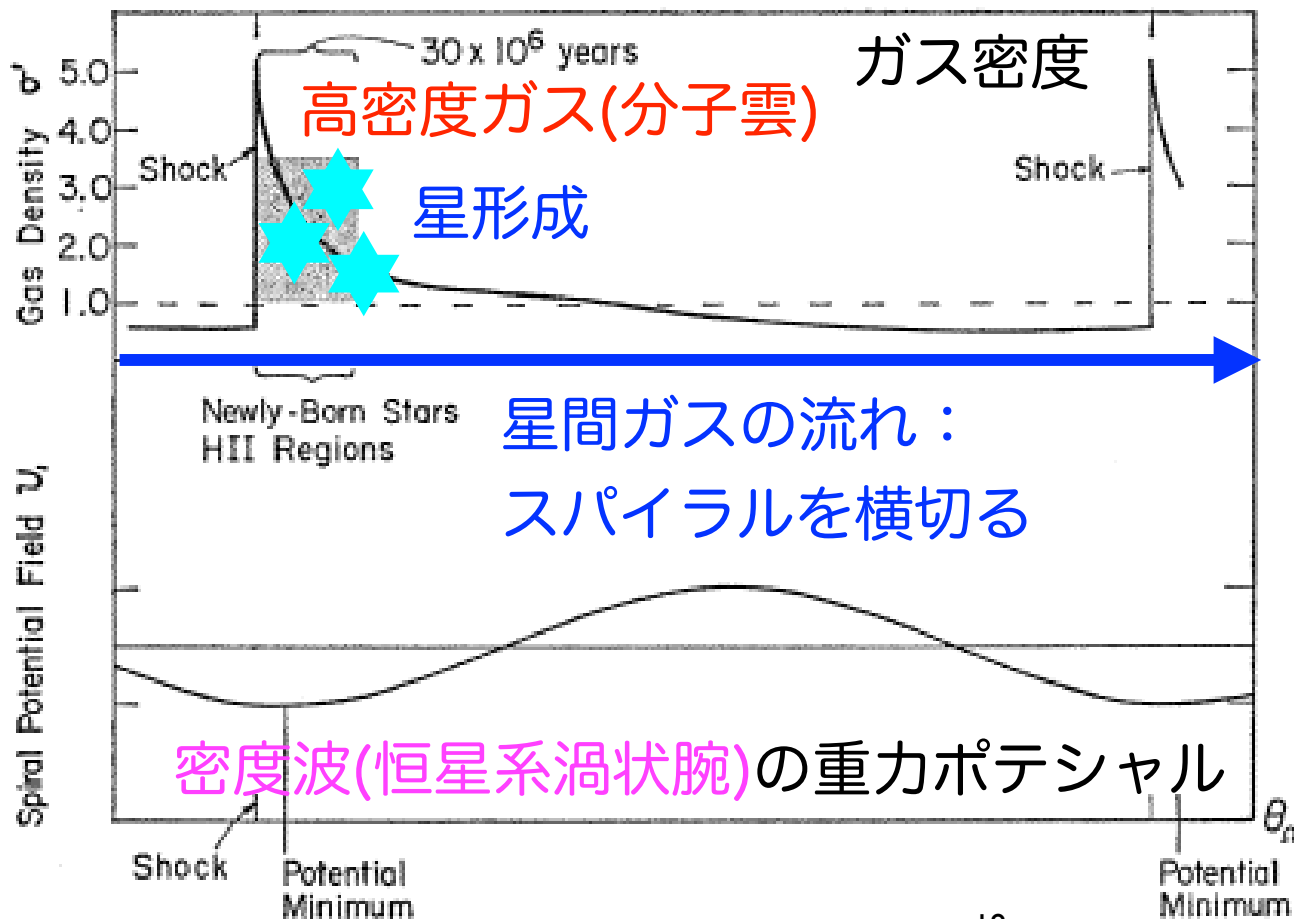 30 x 10⁶ years
ガス密度
高密度ガス(分子雲)
Gas Density σ'
5.0
4.0
3.0
2.0
1.0
Shock
Shock
星形成
Newly-Born Stars
HII Regions
星間ガスの流れ：
スパイラルを横切る
Spiral Potential Field
密度波(恒星系渦状腕)の重力ポテシャル
Shock
Potential
Minimum
Potential
Minimum